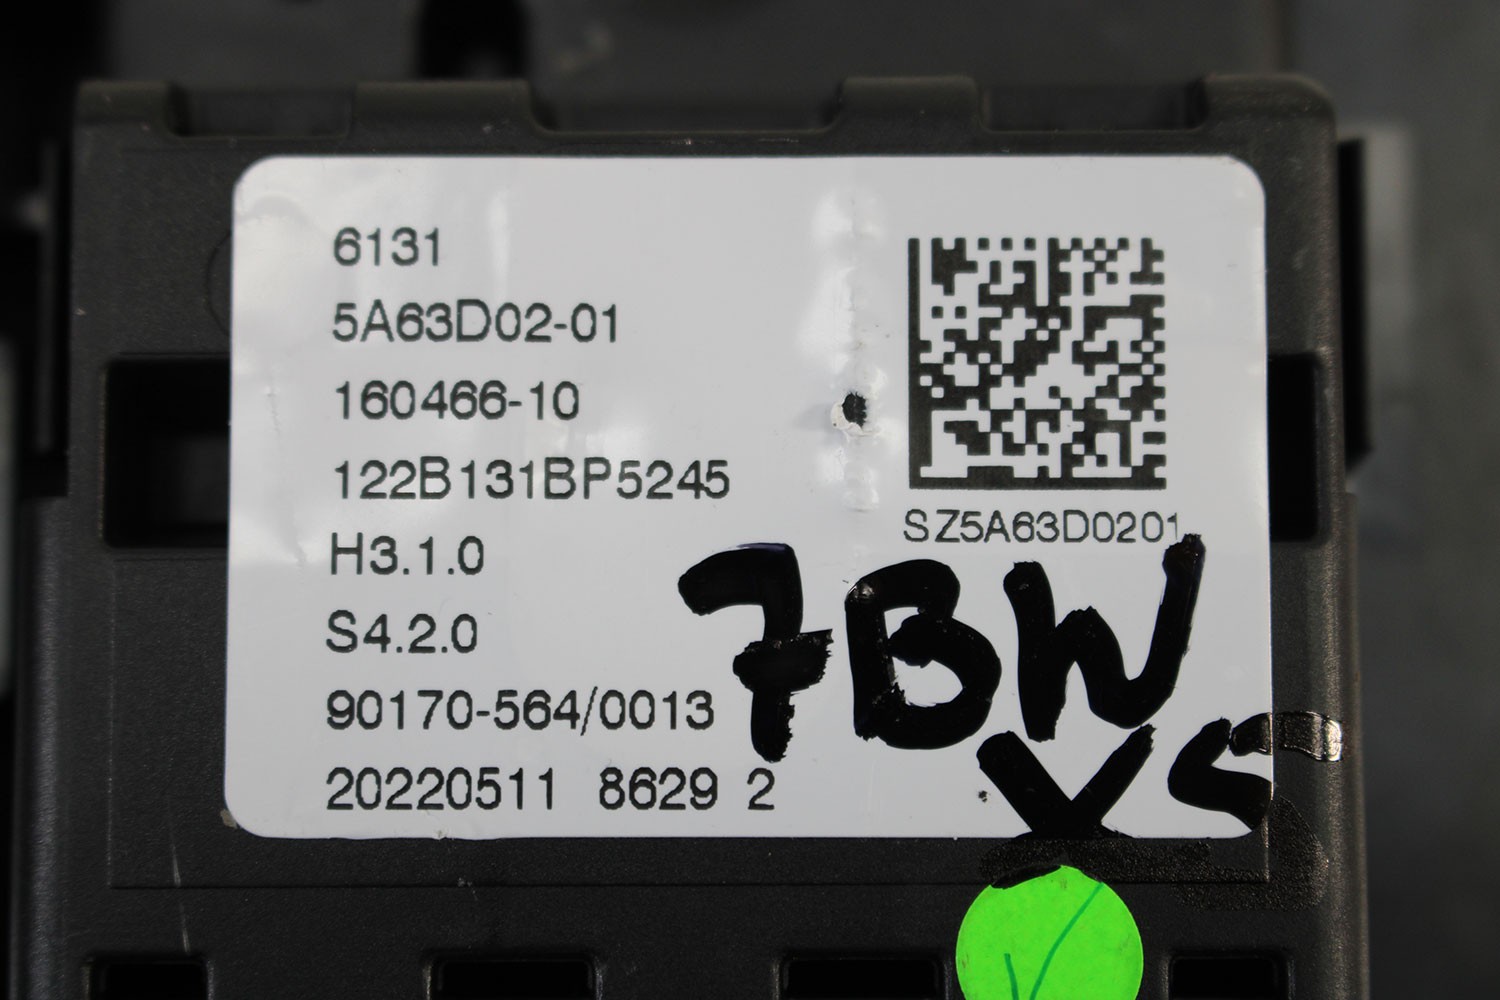 6131
5A63D02-01
160466-10
122B131BP5245
H3.1.0
S4.2.0
90170-564/0013
20220511 8629 2
SZ5A63D0201
7BW